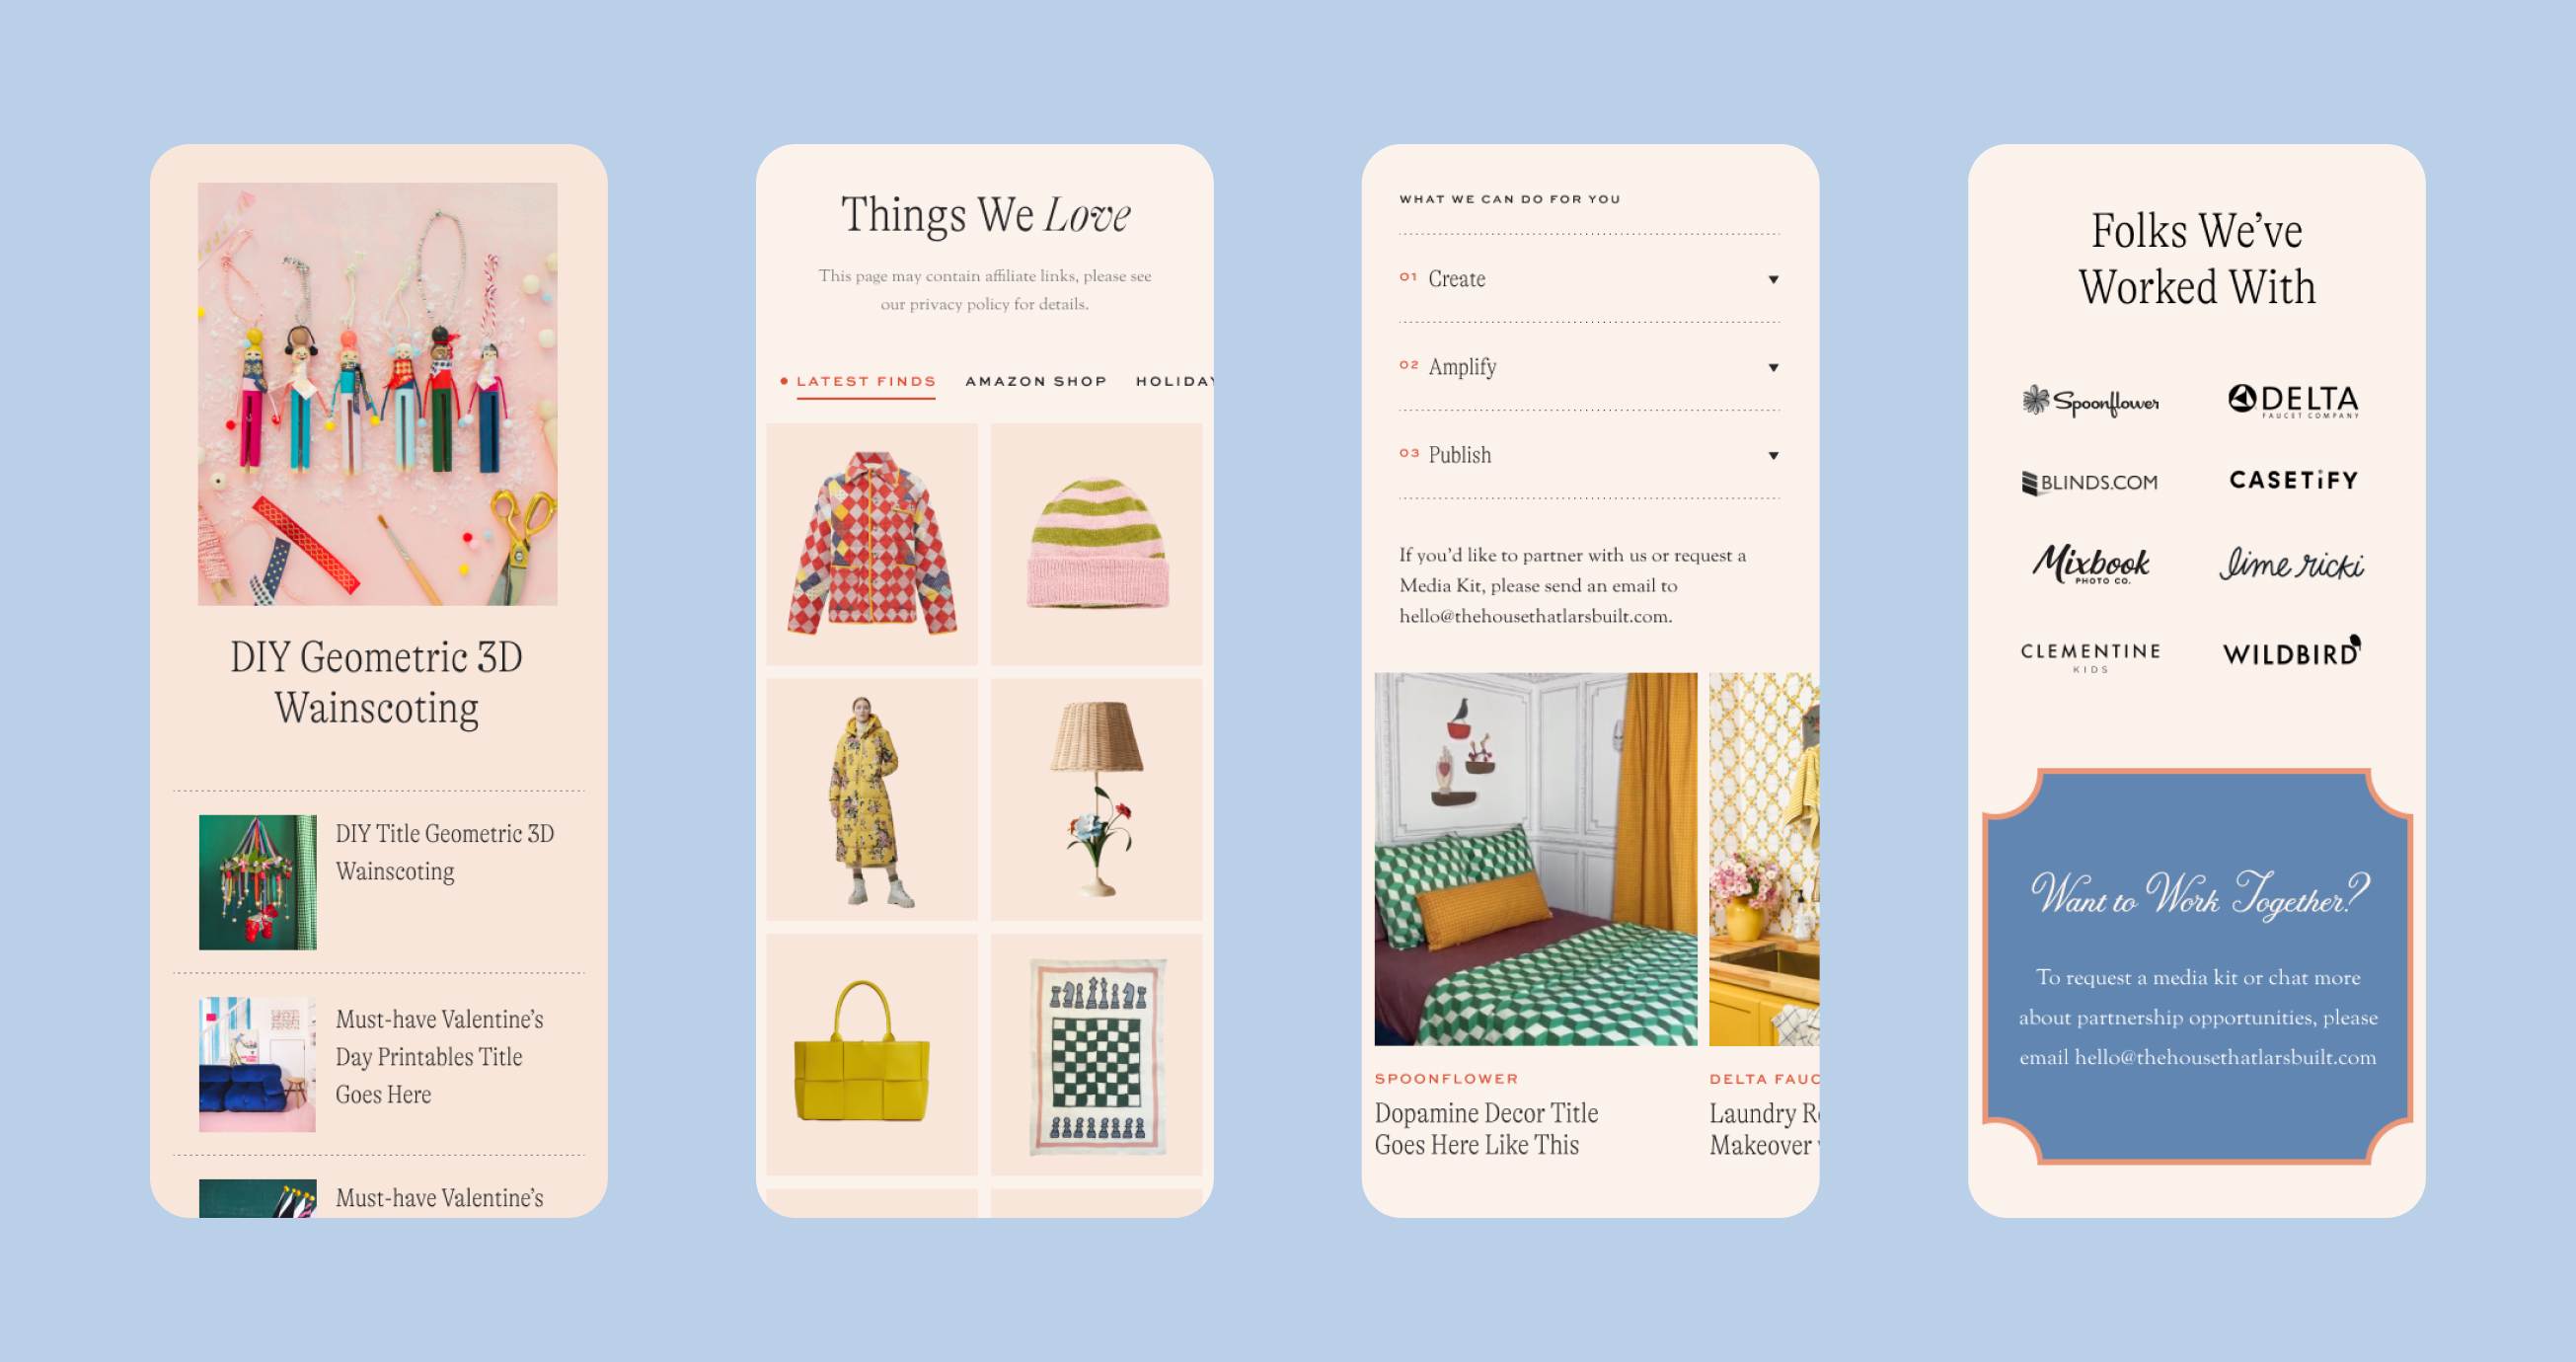 DIY Geometric 3D
Wainscoting
DIY Title Geometric 3D
Wainscoting
Must-have Valentine’s
Day Printables Title
Goes Here
Must-have Valentine’s
Things We Love
This page may contain affiliate links, please see
our privacy policy for details.
LATEST FINDS AMAZON SHOP HOLIDAY
WHAT WE CAN DO FOR YOU
01 Create
02 Amplify
03 Publish
If you’d like to partner with us or request a
Media Kit, please send an email to
hello@thehousethatlarsbuilt.com.
SPOONFLOWER
Dopamine Decor Title
Goes Here Like This
DELTA FAUC
Laundry R
Makeover
Folks We’ve
Worked With
Spoonflower
DELTA
FAUCET COMPANY
BLINDS.COM
CASETiFY
Mixbook
PHOTO CO.
lime ricki
CLEMENTINE
KIDS
WILDBIRD
Want to Work Together?
To request a media kit or chat more
about partnership opportunities, please
email hello@thehousethatlarsbuilt.com